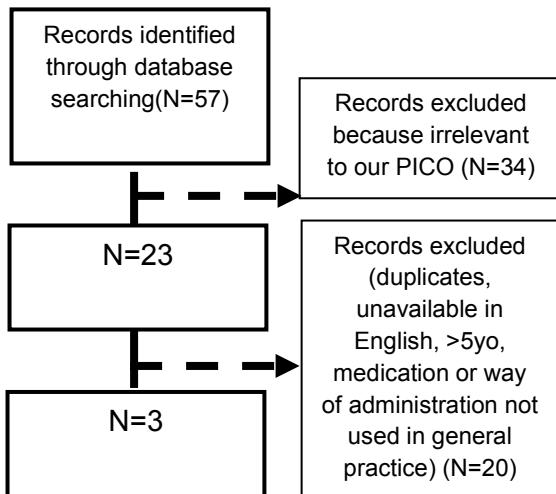 Records identified
through database
searching(N=57)
Records excluded
because irrelevant
to our PICO (N=34)
N=23
Records excluded
(duplicates,
unavailable in
English, >5yo,
medication or way
of administration not
used in general
practice) (N=20)
N=3